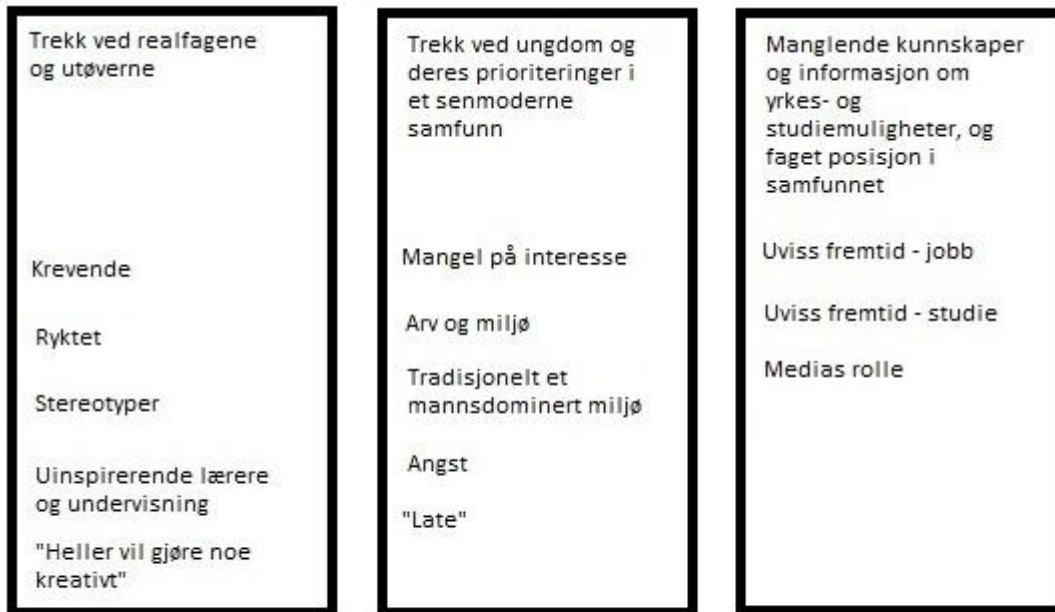 Trekk ved realfagene
og utøverne
Krevende
Ryktet
Stereotyper
Uinspirerende lærere
og undervisning
"Heller vil gjøre noe
kreativt"
Trekk ved ungdom og
deres prioriteringer i
et senmoderne
samfunn
Mangel på interesse
Arv og miljø
Tradisjonelt et
mannsdominert miljø
Angst
"Late"
Manglende kunnskaper
og informasjon om
yrkes- og
studiemuligheter, og
faget posisjon i
samfunnet
Uviss fremtid - jobb
Uviss fremtid - studie
Medias rolle